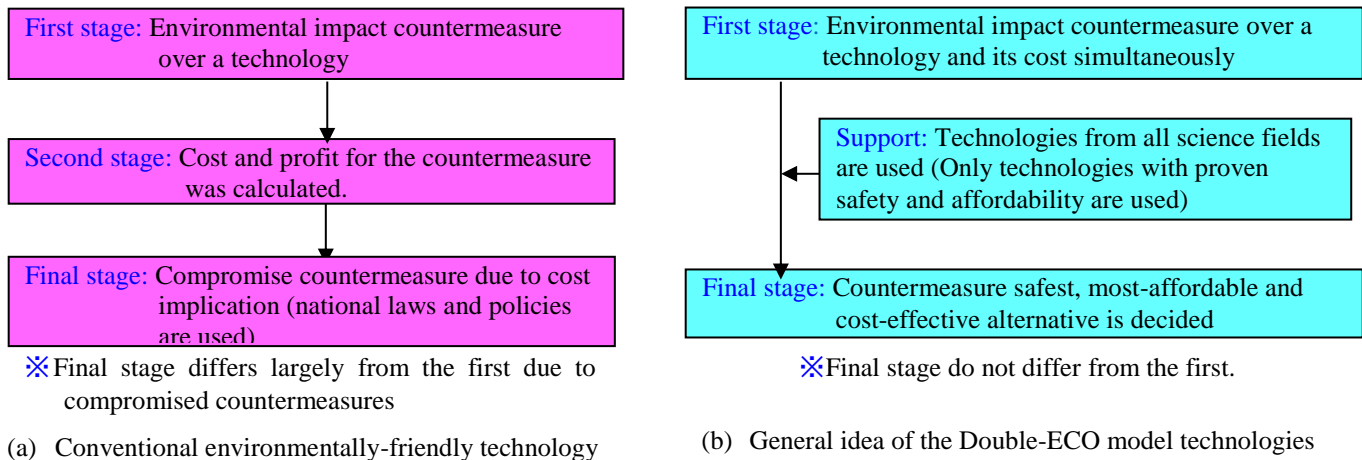 First stage: Environmental impact countermeasure
over a technology
Second stage: Cost and profit for the countermeasure
was calculated.
Final stage: Compromise countermeasure due to cost
implication (national laws and policies
are used)
※Final stage differs largely from the first due to
compromised countermeasures
(a) Conventional environmentally-friendly technology
First stage: Environmental impact countermeasure over a
technology and its cost simultaneously
Support: Technologies from all science fields
are used (Only technologies with proven
safety and affordability are used)
Final stage: Countermeasure safest, most-affordable and
cost-effective alternative is decided
※Final stage do not differ from the first.
(b) General idea of the Double-ECO model technologies